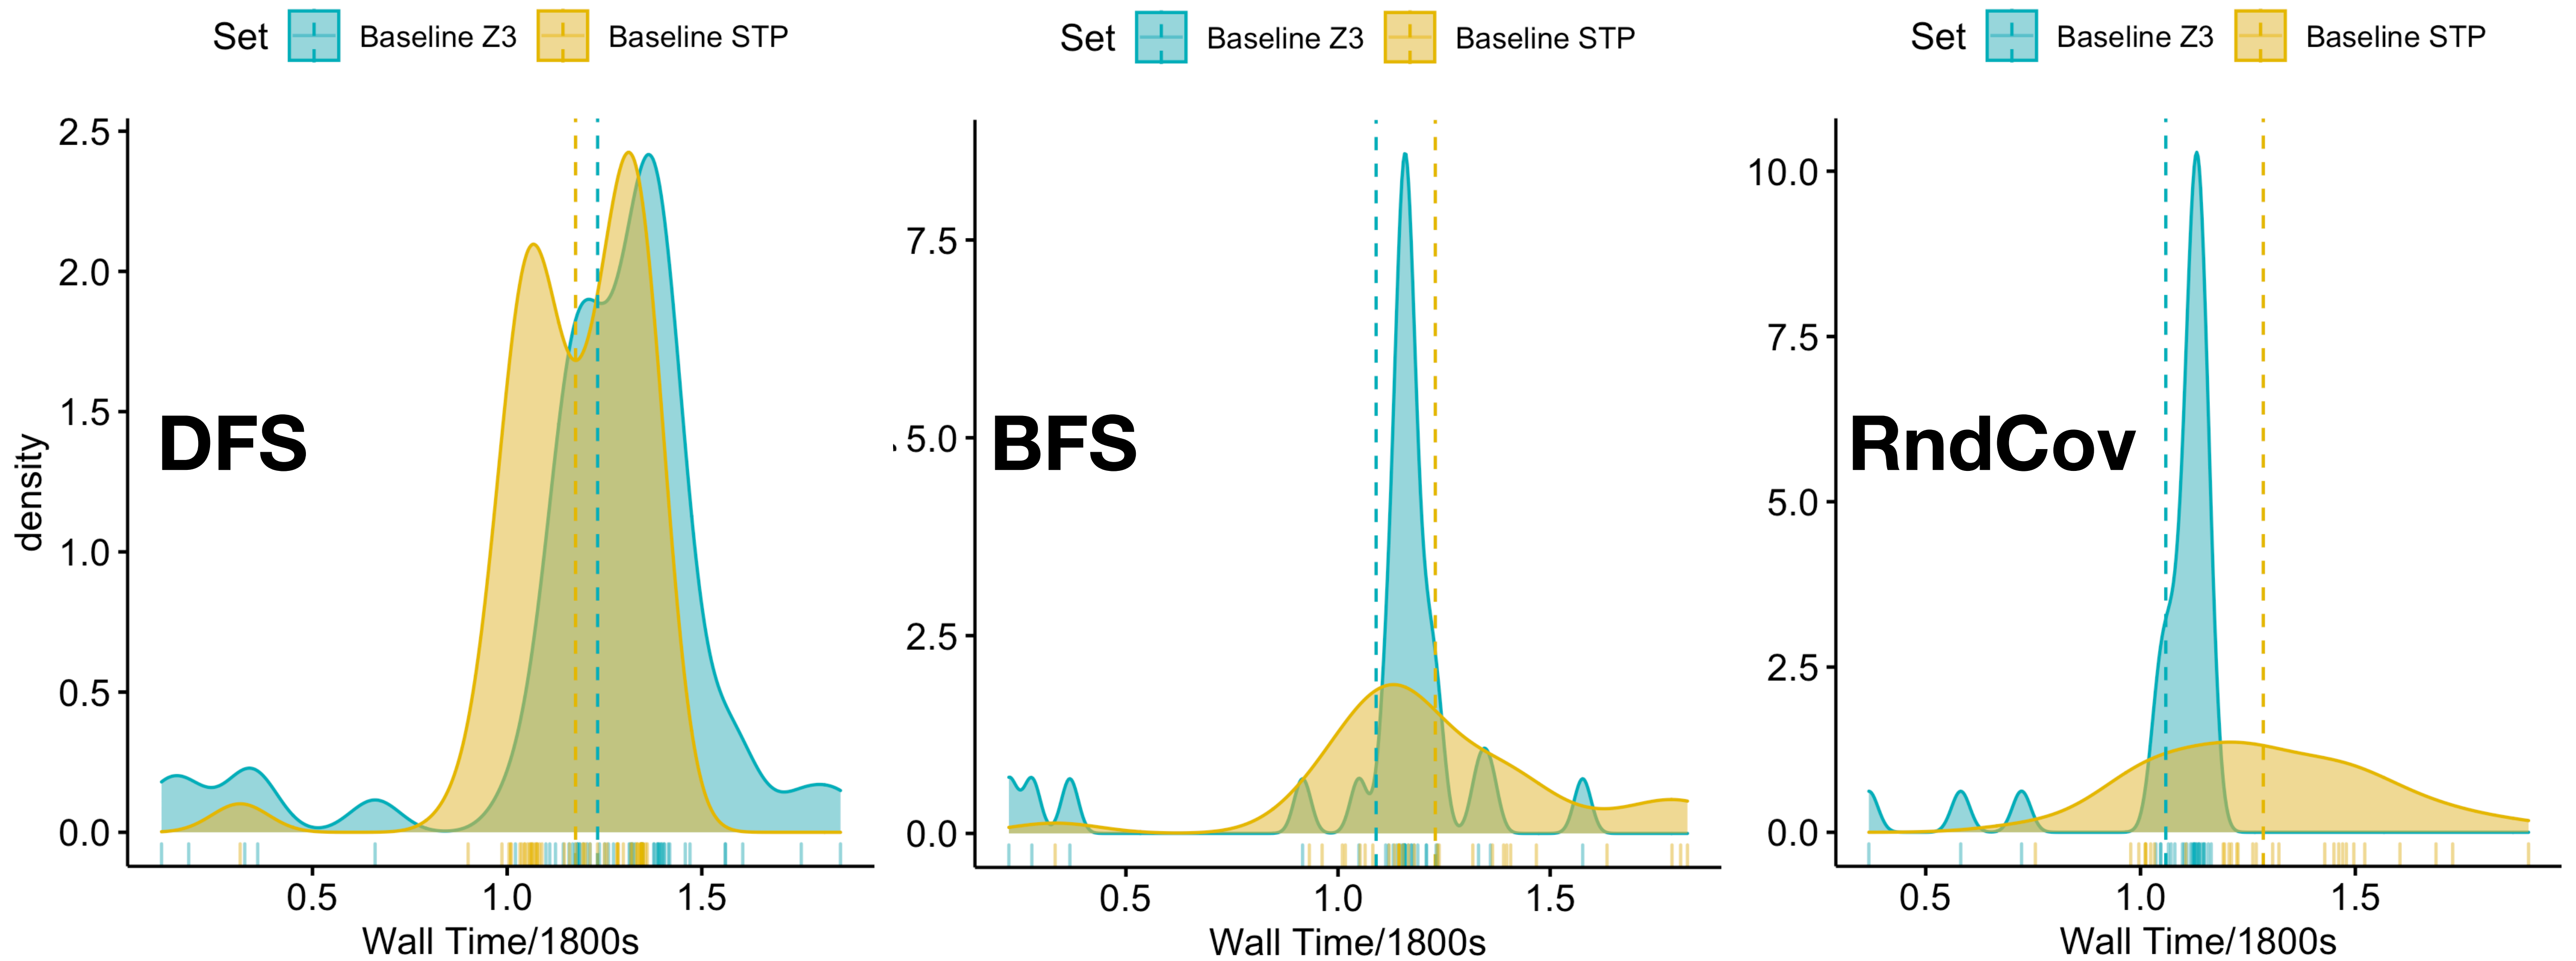 Set Baseline Z3 Baseline STP
2.5
2.0
1.5
1.0
0.5
0.0
density
DFS
0.5 1.0 1.5
Wall Time/1800s
Set Baseline Z3 Baseline STP
7.5
5.0
2.5
0.0
BFS
0.5 1.0 1.5
Wall Time/1800s
Set Baseline Z3 Baseline STP
10.0
7.5
5.0
2.5
0.0
RndCov
0.5 1.0 1.5
Wall Time/1800s